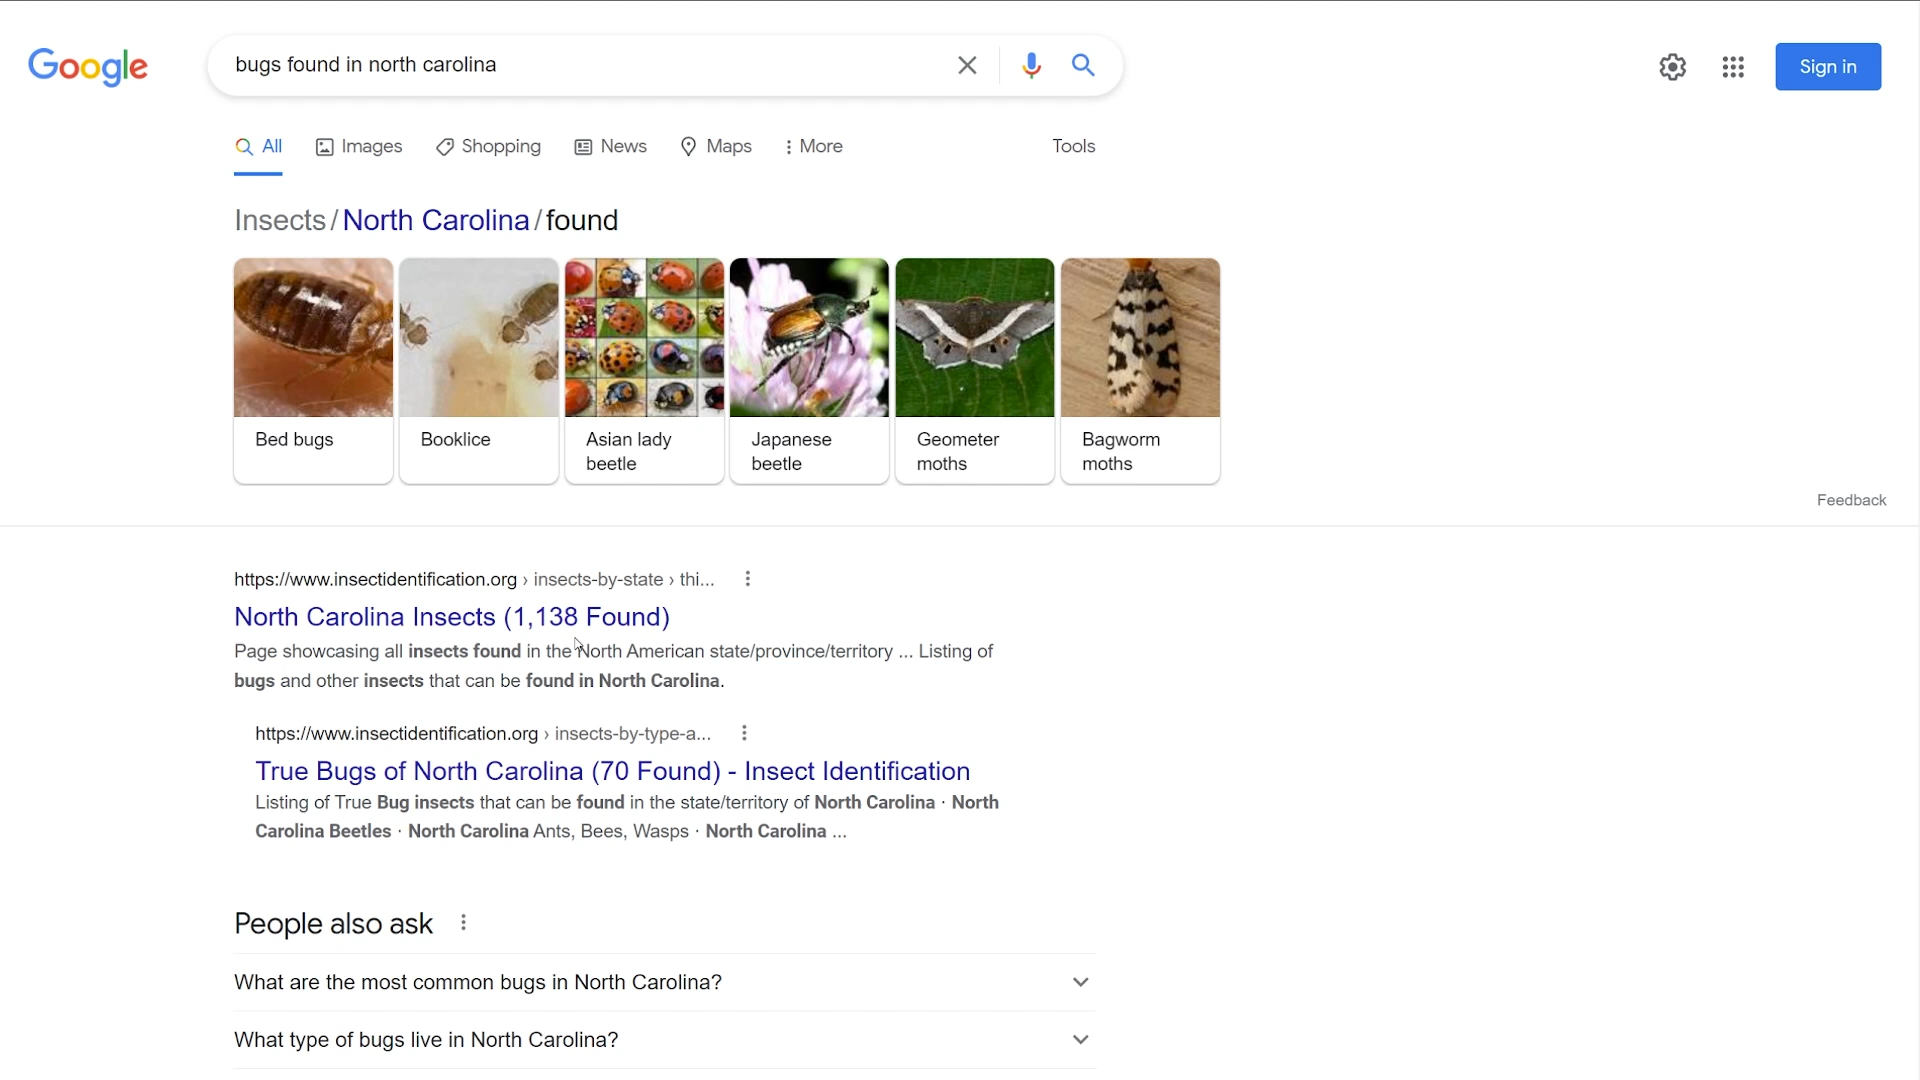 Google
bugs found in north carolina
Sign in
All
Images
Shopping
News
Maps
More
Tools
Insects/North Carolina/found
Bed bugs
Booklice
Asian lady
beetle
Japanese
beetle
Geometer
moths
Bagworm
moths
Feedback
https://www.insectidentification.org › insects-by-state › thi...
North Carolina Insects (1,138 Found)
Page showcasing all insects found in the North American state/province/territory ... Listing of
bugs and other insects that can be found in North Carolina.
https://www.insectidentification.org › insects-by-type-a...
True Bugs of North Carolina (70 Found) - Insect Identification
Listing of True Bug insects that can be found in the state/territory of North Carolina · North
Carolina Beetles · North Carolina Ants, Bees, Wasps · North Carolina ...
People also ask
What are the most common bugs in North Carolina?
What type of bugs live in North Carolina?